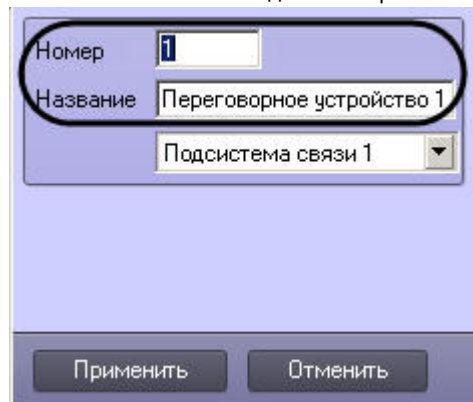 Номер 1
Название Переговорное устройство 1
Подсистема связи 1
Применить Отменить